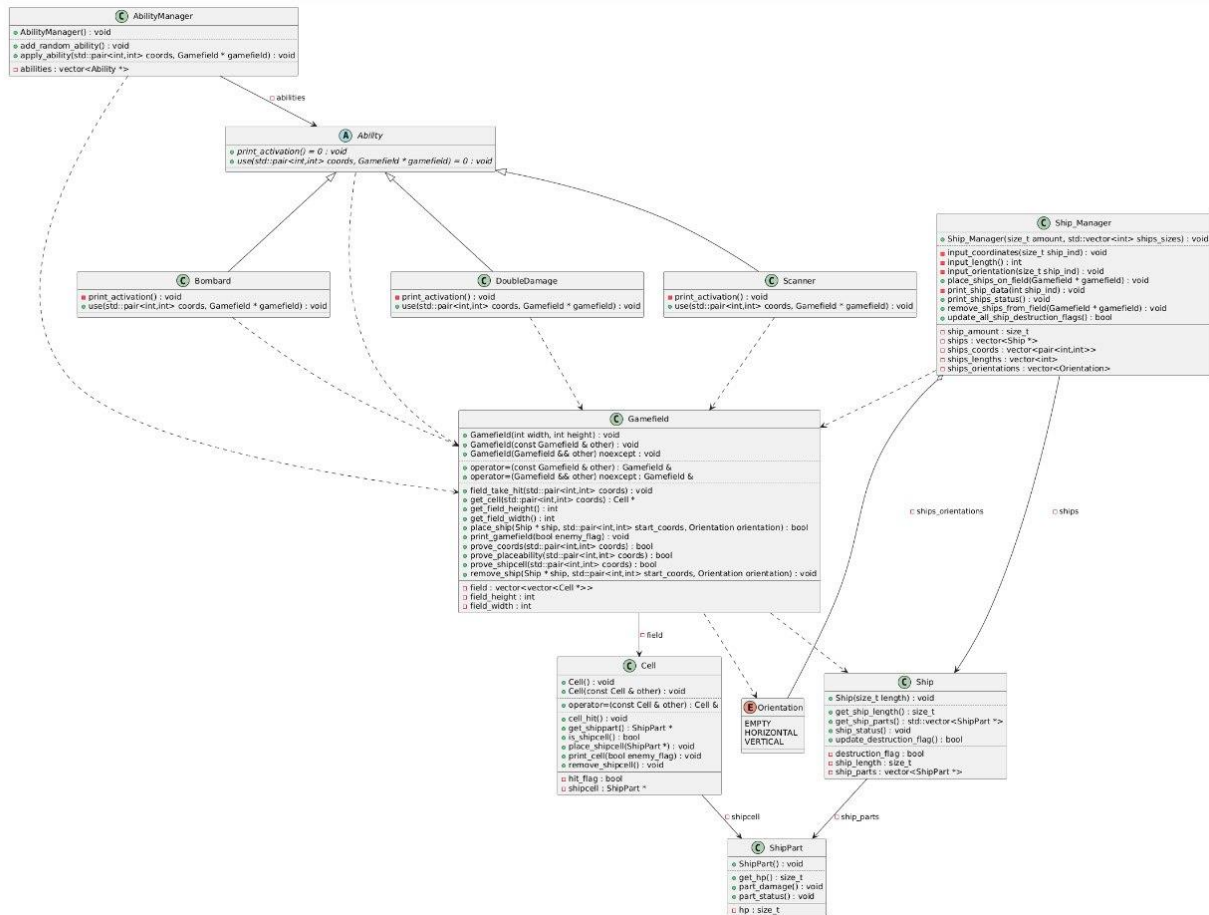 C AbilityManager
AbilityManager() : void
add_random_ability() : void
apply_ability(std::pair<int,int> coords, Gamefield * gamefield) : void
abilities : vector<Ability *>
abilities
A Ability
print_activation() = 0 : void
use(std::pair<int,int> coords, Gamefield * gamefield) = 0 : void
C Ship_Manager
Ship_Manager(size_t amount, std::vector<int> ships_sizes) : void
input_coordinates(size_t ship_ind) : void
input_length() : int
input_orientation(size_t ship_ind) : void
place_ships_on_field(Gamefield * gamefield) : void
print_ship_data(int ship_ind) : void
print_ships_status() : void
remove_ships_from_field(Gamefield * gamefield) : void
update_all_ship_destruction_flags() : bool
ship_amount : size_t
ships : vector<Ship *>
ships_coords : vector<pair<int,int>>
ships_lengths : vector<int>
ships_orientations : vector<Orientation>
C Bombard
print_activation() : void
use(std::pair<int,int> coords, Gamefield * gamefield) : void
C DoubleDamage
print_activation() : void
use(std::pair<int,int> coords, Gamefield * gamefield) : void
C Scanner
print_activation() : void
use(std::pair<int,int> coords, Gamefield * gamefield) : void
C Gamefield
Gamefield(int width, int height) : void
Gamefield(const Gamefield & other) : void
Gamefield(Gamefield && other) noexcept : void
operator=(const Gamefield & other) : Gamefield &
operator=(Gamefield && other) noexcept : Gamefield &
field_take_hit(std::pair<int,int> coords) : void
get_cell(std::pair<int,int> coords) : Cell *
get_field_height() : int
get_field_width() : int
place_ship(Ship * ship, std::pair<int,int> start_coords, Orientation orientation) : bool
print_gamefield(bool enemy_flag) : void
prove_coords(std::pair<int,int> coords) : bool
prove_placeability(std::pair<int,int> coords) : bool
prove_shipcell(std::pair<int,int> coords) : bool
remove_ship(Ship * ship, std::pair<int,int> start_coords, Orientation orientation) : void
field : vector<vector<Cell *>>
field_height : int
field_width : int
ships_orientations
ships
field
C Cell
Cell() : void
Cell(const Cell & other) : void
operator=(const Cell & other) : Cell &
cell_hit() : void
get_shippart() : ShipPart *
is_shipcell() : bool
place_shipcell(ShipPart *) : void
print_cell(bool enemy_flag) : void
remove_shipcell() : void
hit_flag : bool
shipcell : ShipPart *
E Orientation
EMPTY
HORIZONTAL
VERTICAL
C Ship
Ship(size_t length) : void
get_ship_length() : size_t
get_ship_parts() : std::vector<ShipPart *>
ship_status() : void
update_destruction_flag() : bool
destruction_flag : bool
ship_length : size_t
ship_parts : vector<ShipPart *>
shipcell
ship_parts
C ShipPart
ShipPart() : void
get_hp() : size_t
part_damage() : void
part_status() : void
hp : size_t